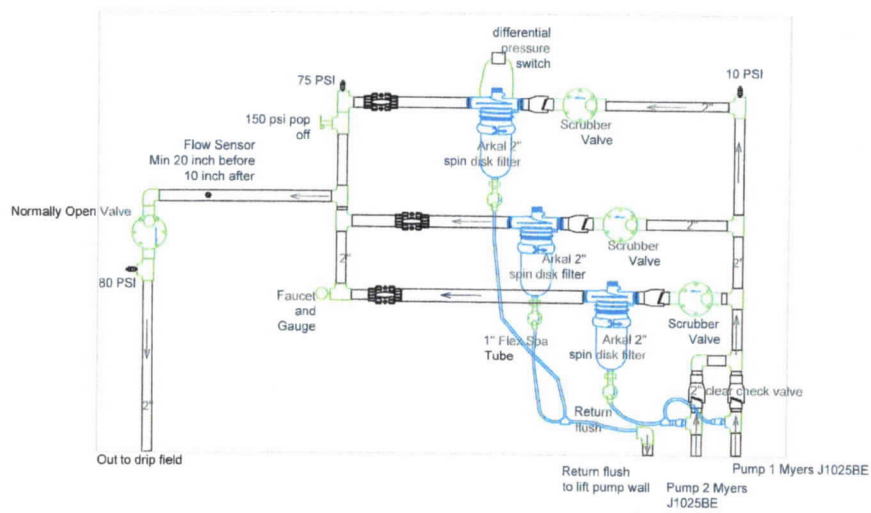 differential
pressure
switch
75 PSI
10 PSI
2"
150 psi pop
off
Scrubber
Valve
Arkal 2"
spin disk filter
Flow Sensor
Min 20 inch before
10 inch after
Normally Open Valve
2"
2"
Scrubber
Valve
Arkal 2"
spin disk filter
80 PSI
Faucet
and
Gauge
Scrubber
Valve
1" Flex Spa
Tube
Arkal 2"
spin disk filter
2" clear check valve
2"
Return
flush
Out to drip field
Return flush
to lift pump wall
Pump 2 Myers
J1025BE
Pump 1 Myers J1025BE